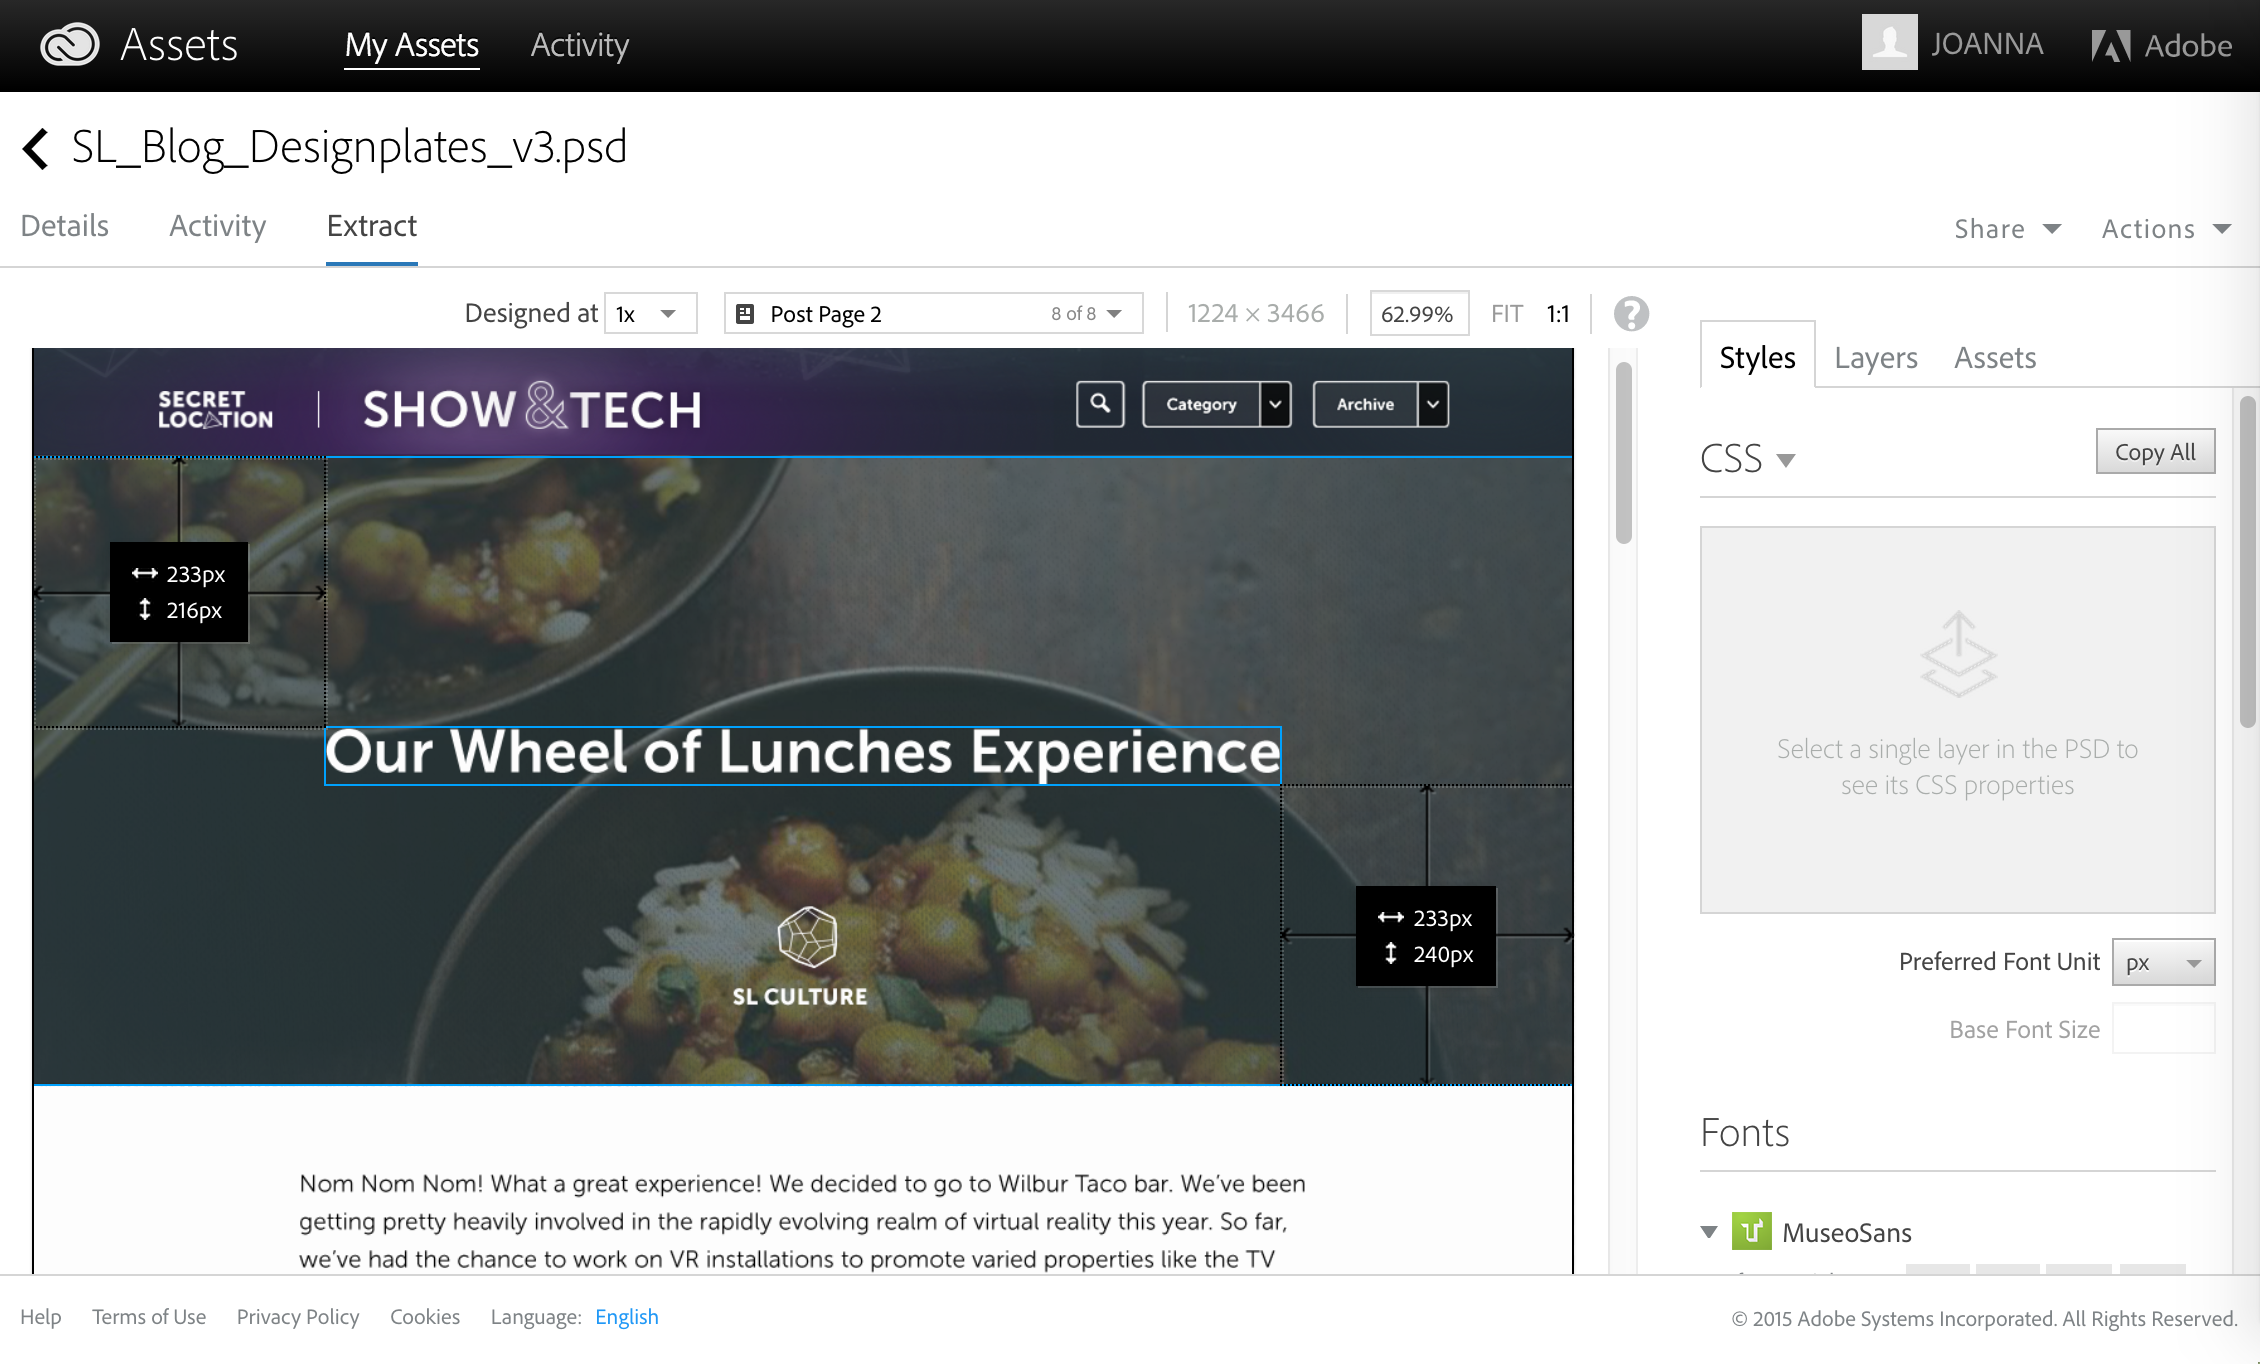 Assets My Assets Activity JOANNA Adobe
SL_Blog_Designplates_v3.psd
Details Activity Extract Share Actions
Designed at 1x Post Page 2 8 of 8 1224 × 3466 62.99% FIT 1:1 ?
Styles Layers Assets
SECRET
LOCATION
SHOW&TECH
Category Archive
CSS Copy All
233px
216px
Our Wheel of Lunches Experience
Select a single layer in the PSD to
see its CSS properties
233px
240px
SL CULTURE
Preferred Font Unit px
Base Font Size
Fonts
MuseoSans
Nom Nom Nom! What a great experience! We decided to go to Wilbur Taco bar. We've been
getting pretty heavily involved in the rapidly evolving realm of virtual reality this year. So far,
we've had the chance to work on VR installations to promote varied properties like the TV
Help Terms of Use Privacy Policy Cookies Language: English
© 2015 Adobe Systems Incorporated. All Rights Reserved.